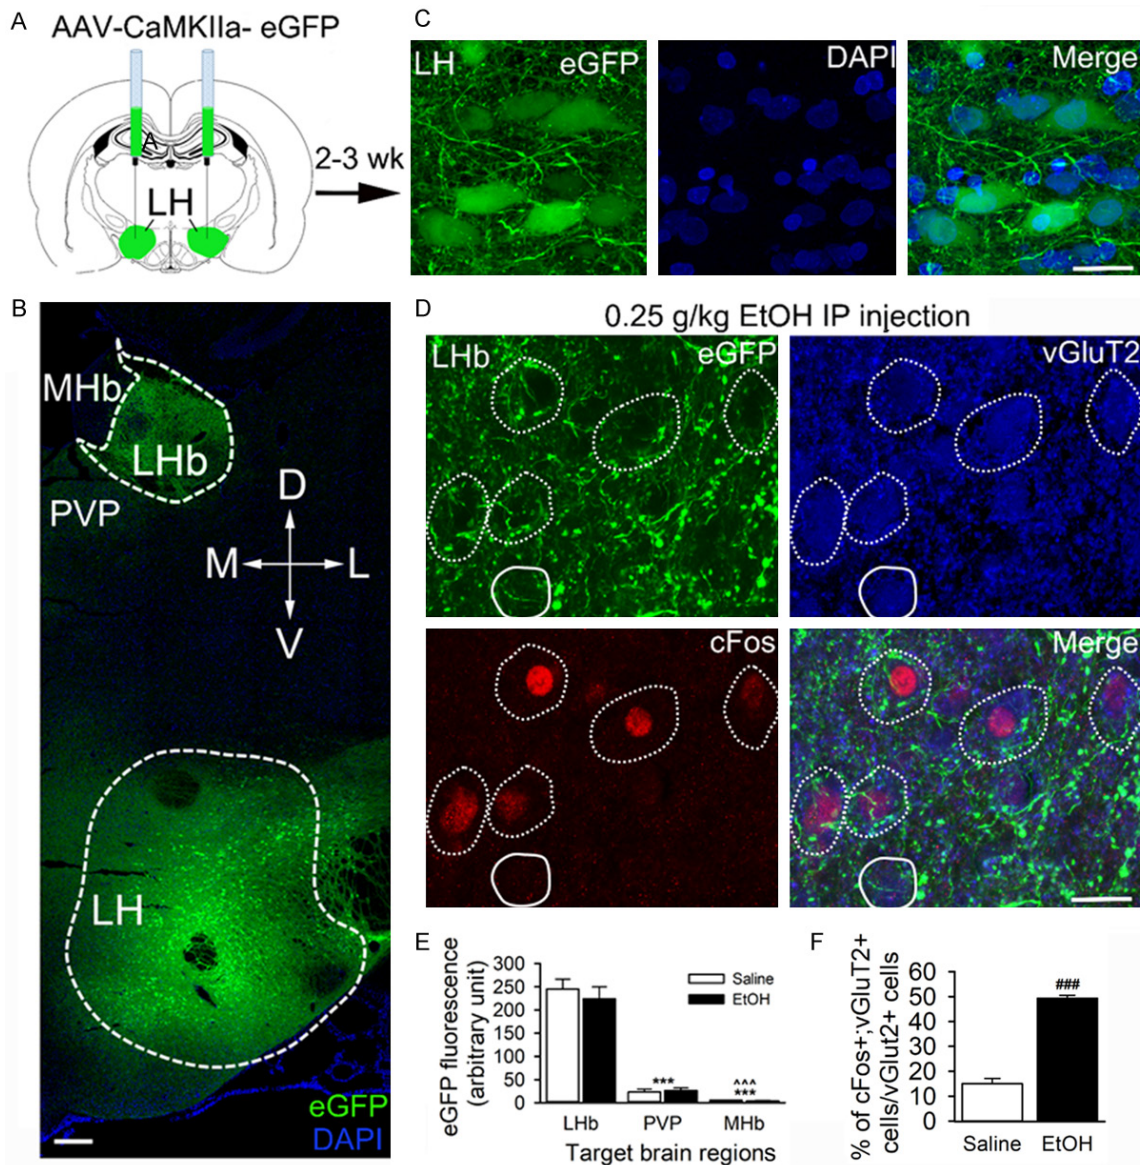 A
AAV-CaMKIIa- eGFP
A
LH
2-3 wk
C
LH
eGFP
DAPI
Merge
B
MHb
LHb
PVP
D
M
L
V
LH
eGFP
DAPI
D
0.25 g/kg EtOH IP injection
LHb
eGFP
vGluT2
cFos
Merge
E
eGFP fluorescence
(arbitrary unit)
300
250
200
150
100
50
0
Saline
EtOH
***
^^^
***
LHb
PVP
MHb
Target brain regions
F
% of cFos+;vGluT2+
cells/vGlut2+ cells
60
50
40
30
20
10
0
###
Saline
EtOH